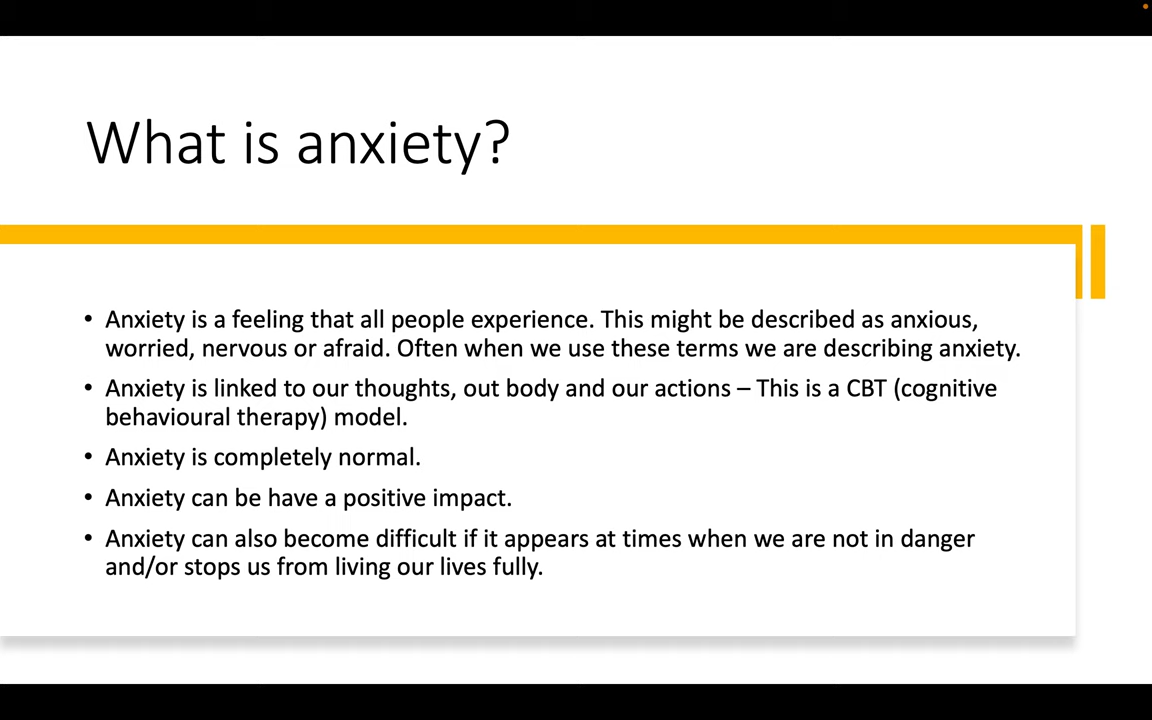 What is anxiety?
• Anxiety is a feeling that all people experience. This might be described as anxious,
worried, nervous or afraid. Often when we use these terms we are describing anxiety.
• Anxiety is linked to our thoughts, out body and our actions – This is a CBT (cognitive
behavioural therapy) model.
• Anxiety is completely normal.
• Anxiety can be have a positive impact.
• Anxiety can also become difficult if it appears at times when we are not in danger
and/or stops us from living our lives fully.